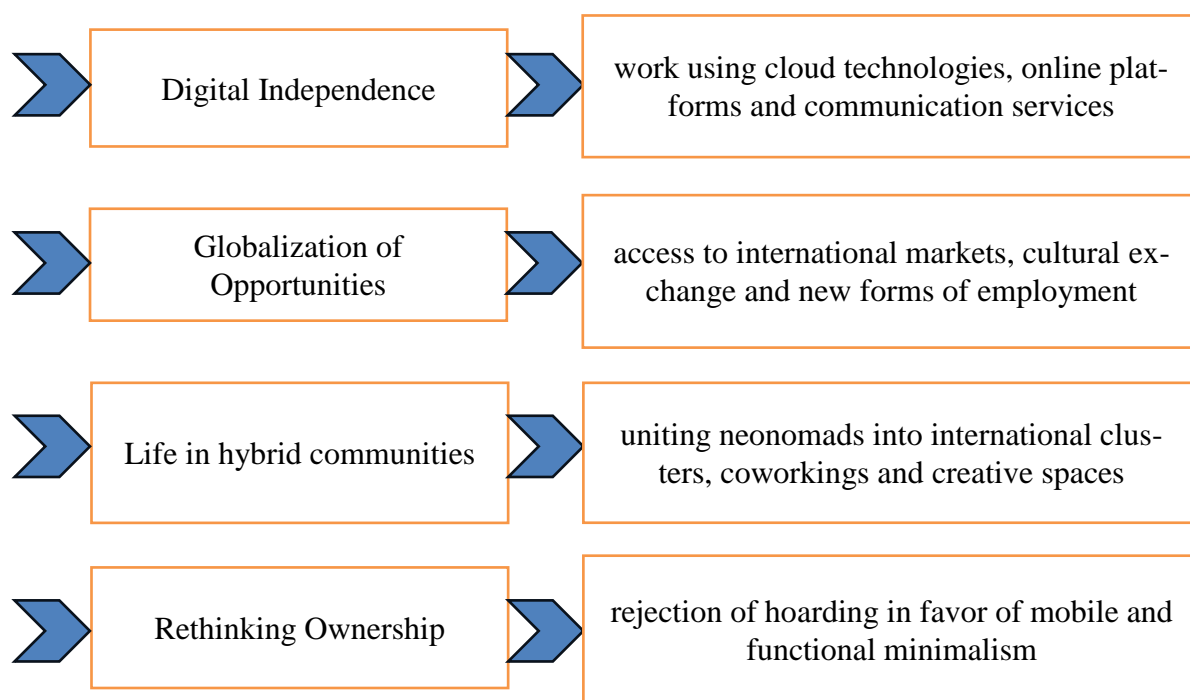 Digital Independence
work using cloud technologies, online plat-
forms and communication services
Globalization of
Opportunities
access to international markets, cultural ex-
change and new forms of employment
Life in hybrid communities
uniting neonomads into international clus-
ters, coworkings and creative spaces
Rethinking Ownership
rejection of hoarding in favor of mobile and
functional minimalism